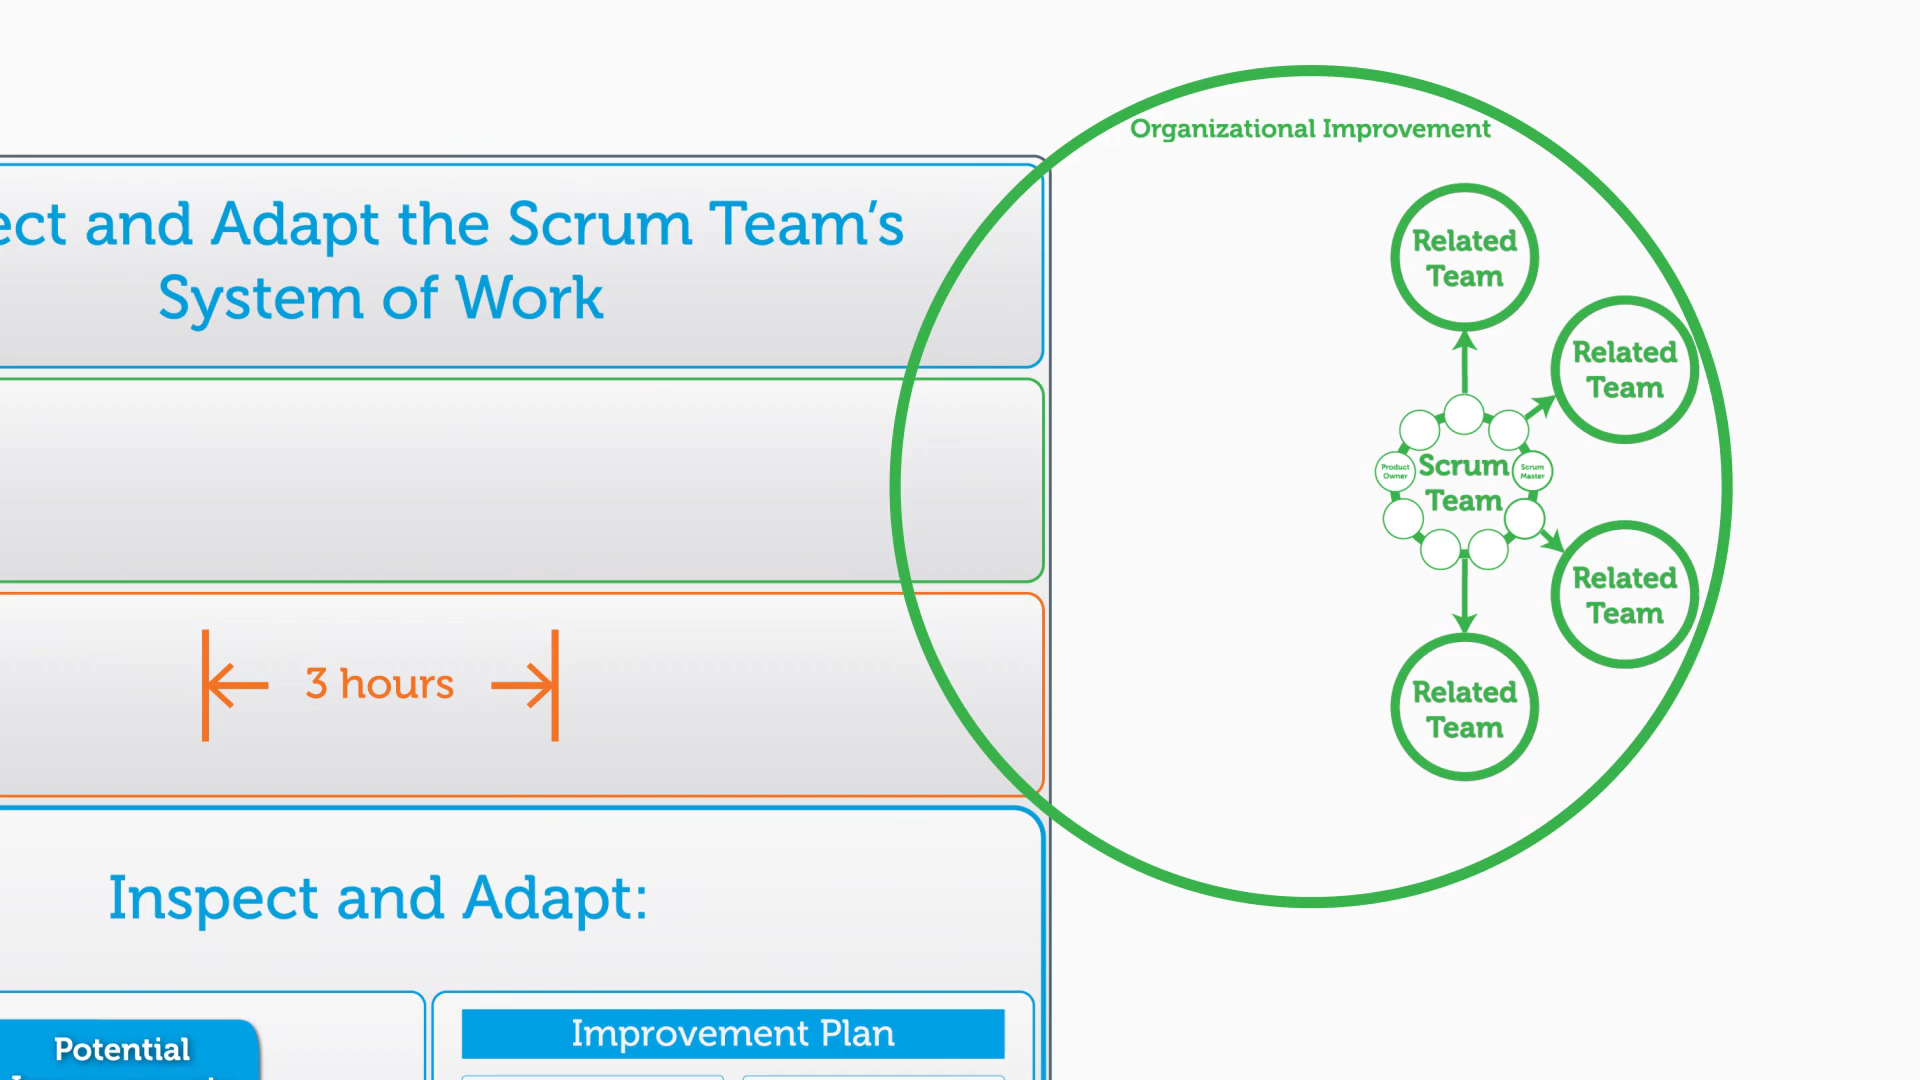 Organizational Improvement
ect and Adapt the Scrum Team’s
System of Work
Related
Team
Related
Team
Product
Owner
Scrum
Team
Scrum
Master
Related
Team
Related
Team
3 hours
Inspect and Adapt:
Potential
Improvement Plan